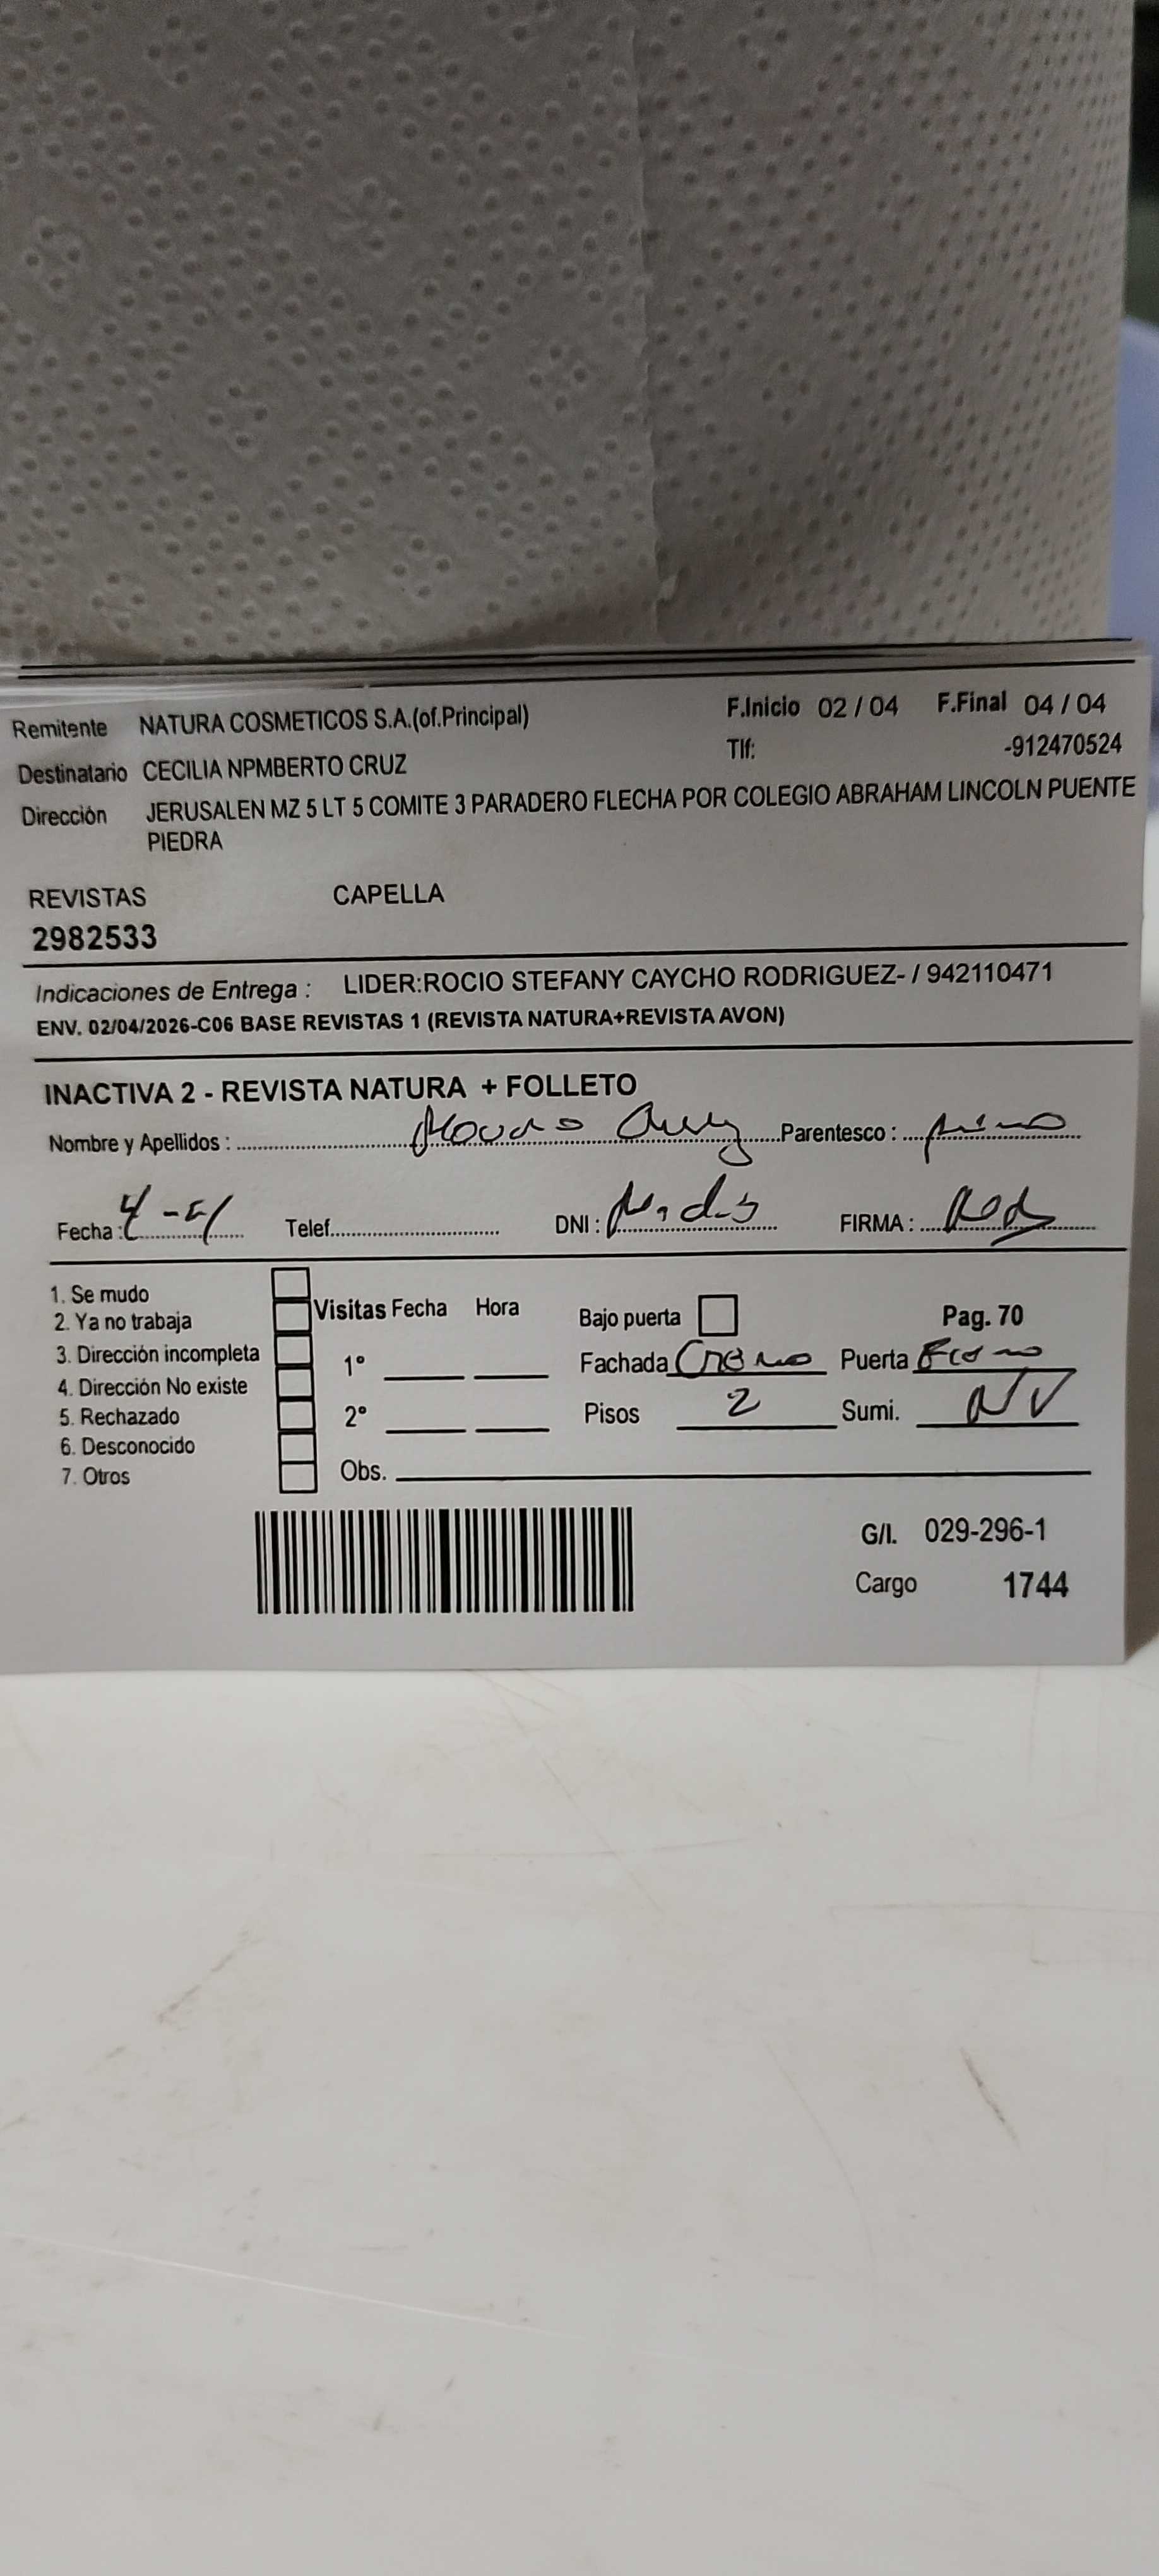 Remitente NATURA COSMETICOS S.A.(of.Principal) F.Inicio 02 / 04 F.Final 04 / 04
Tlf: -912470524
Destinatario CECILIA NPMBERTO CRUZ
Dirección JERUSALEN MZ 5 LT 5 COMITE 3 PARADERO FLECHA POR COLEGIO ABRAHAM LINCOLN PUENTE
PIEDRA
REVISTAS CAPELLA
2982533
Indicaciones de Entrega : LIDER:ROCIO STEFANY CAYCHO RODRIGUEZ- / 942110471
ENV. 02/04/2026-C06 BASE REVISTAS 1 (REVISTA NATURA+REVISTA AVON)
INACTIVA 2 - REVISTA NATURA + FOLLETO
Nombre y Apellidos : Parentesco : primo
Fecha : Telef. DNI : FIRMA :
1. Se mudo
2. Ya no trabaja
3. Dirección incompleta
4. Dirección No existe
5. Rechazado
6. Desconocido
7. Otros
Visitas Fecha Hora
1°
2°
Obs.
Bajo puerta Pag. 70
Fachada Crema Puerta
Pisos 2 Sumi. NV
G/I. 029-296-1
Cargo 1744